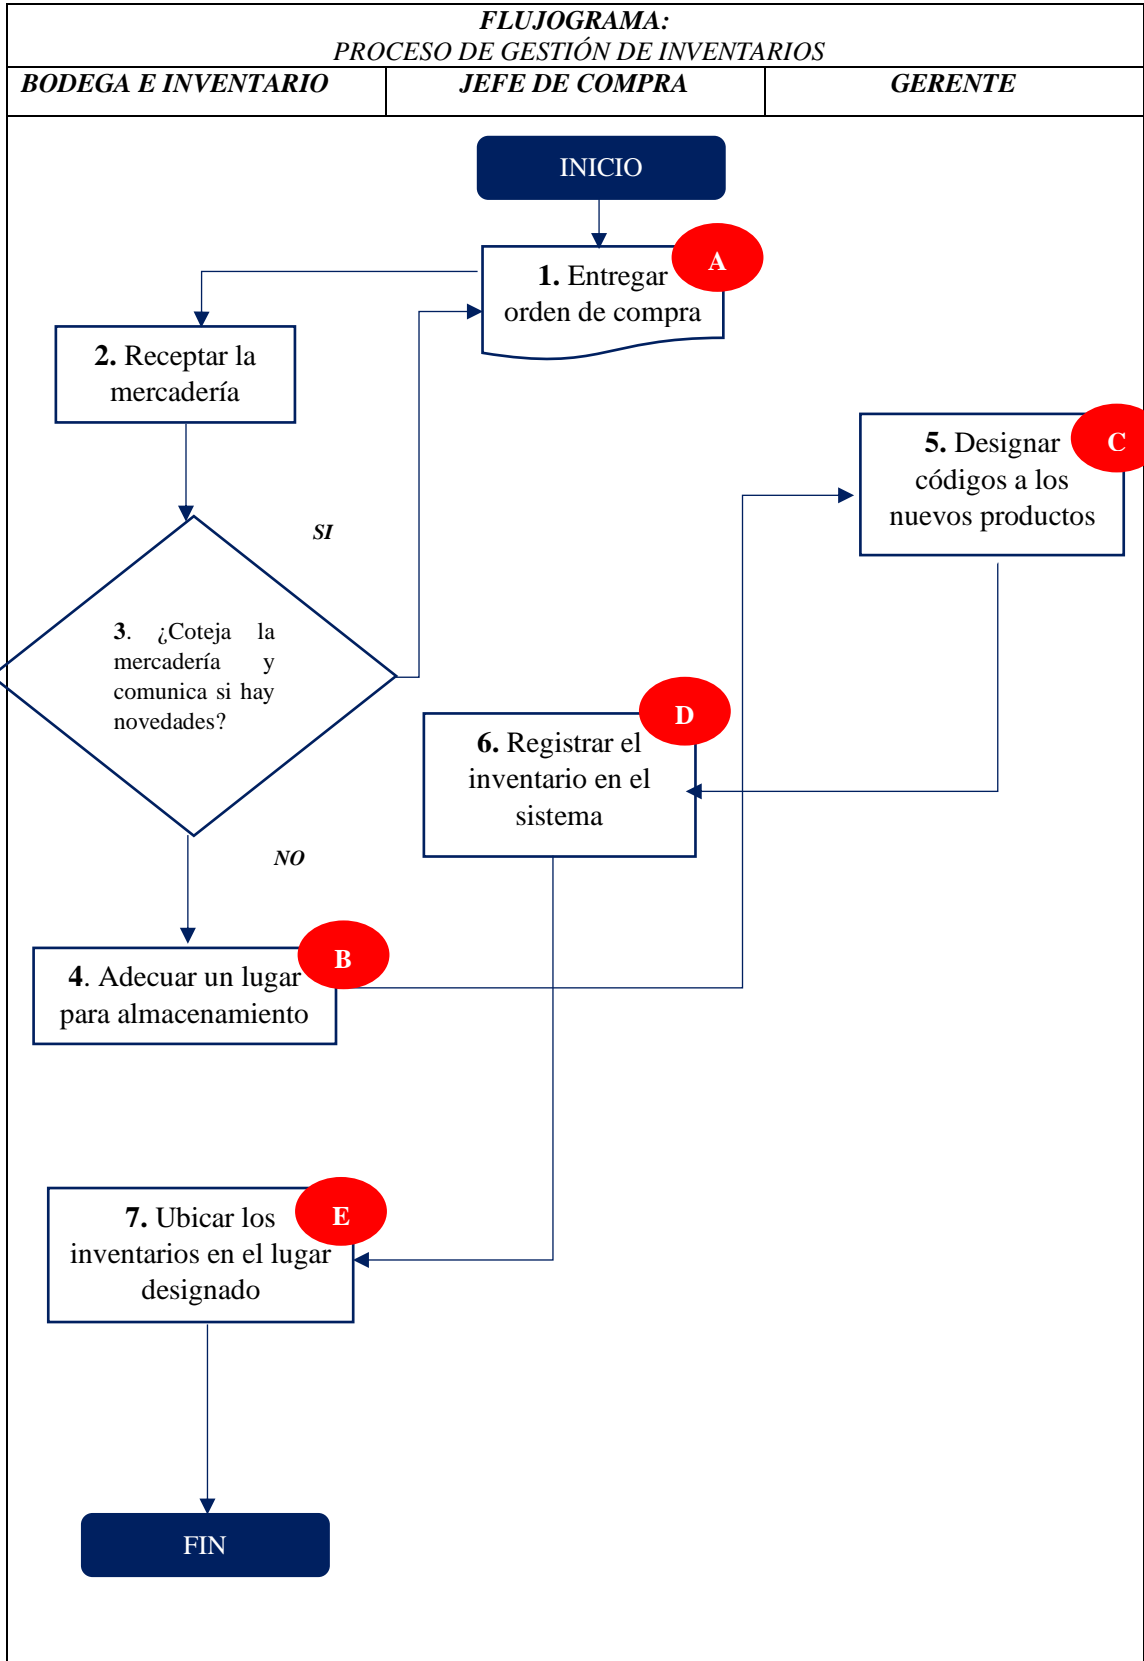 FLUJOGRAMA:
PROCESO DE GESTIÓN DE INVENTARIOS
BODEGA E INVENTARIO
JEFE DE COMPRA
GERENTE
INICIO
A
1. Entregar
orden de compra
2. Receptar la
mercadería
C
5. Designar
códigos a los
nuevos productos
SI
3. ¿Coteja la
mercadería y
comunica si hay
novedades?
D
6. Registrar el
inventario en el
sistema
NO
B
4. Adecuar un lugar
para almacenamiento
E
7. Ubicar los
inventarios en el lugar
designado
FIN